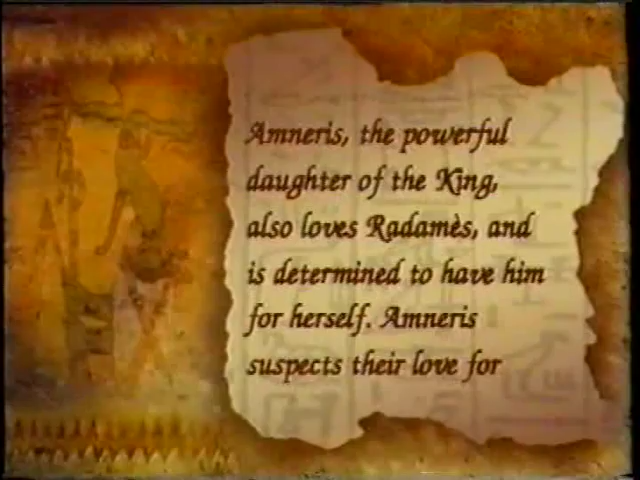 Amneris, the powerful
daughter of the King,
also loves Radamès, and
is determined to have him
for herself. Amneris
suspects their love for